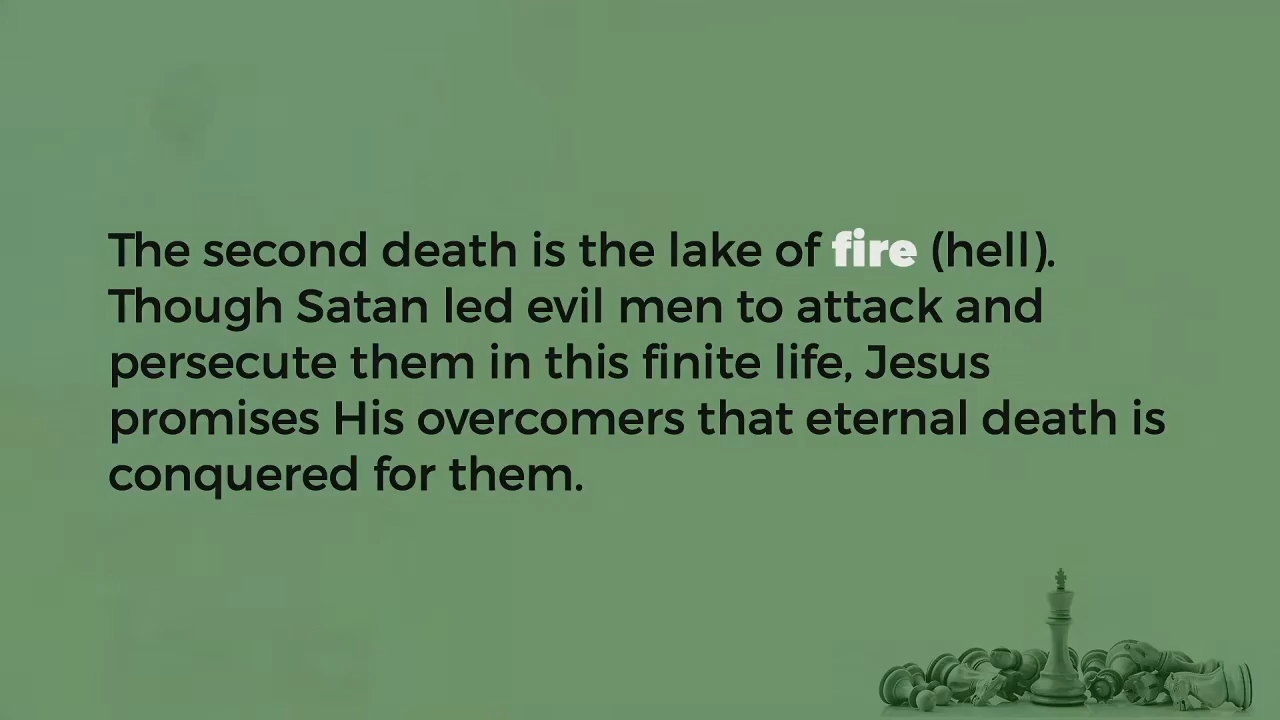 The second death is the lake of fire (hell).
Though Satan led evil men to attack and
persecute them in this finite life, Jesus
promises His overcomers that eternal death is
conquered for them.